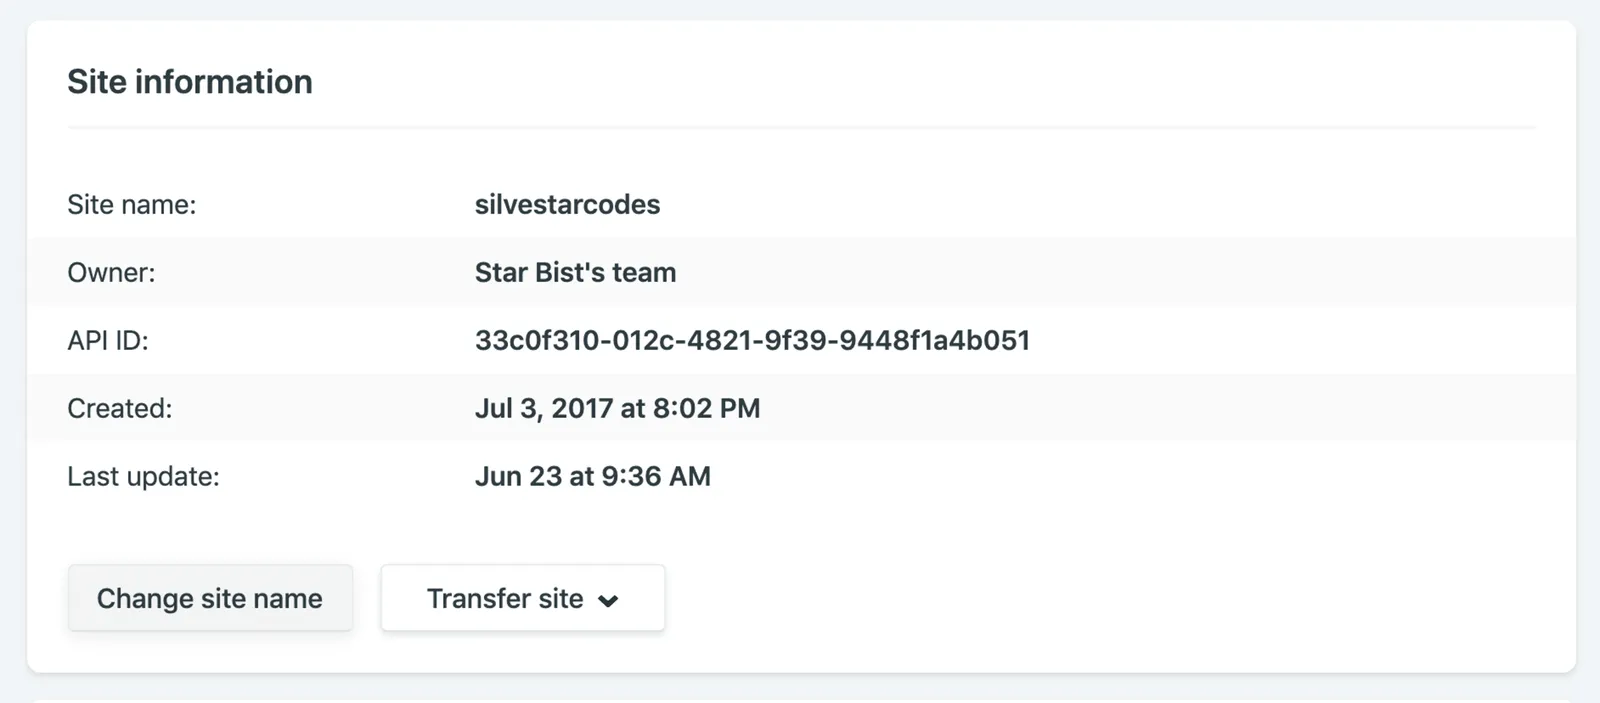 Site information
Site name: silvestarcodes
Owner: Star Bist's team
API ID: 33c0f310-012c-4821-9f39-9448f1a4b051
Created: Jul 3, 2017 at 8:02 PM
Last update: Jun 23 at 9:36 AM
Change site name Transfer site